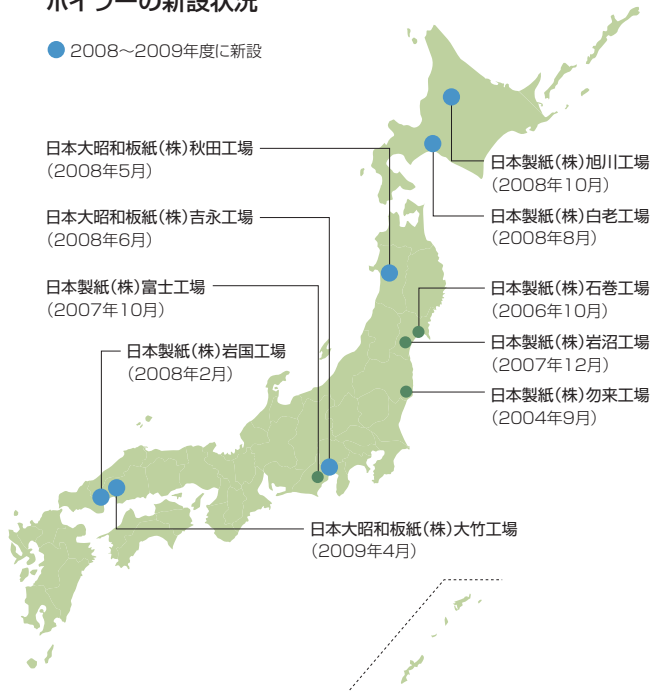 ボイラーの新設状況
2008～2009年度に新設
日本大昭和板紙(株)秋田工場
(2008年5月)
日本大昭和板紙(株)吉永工場
(2008年6月)
日本製紙(株)富士工場
(2007年10月)
日本製紙(株)岩国工場
(2008年2月)
日本製紙(株)旭川工場
(2008年10月)
日本製紙(株)白老工場
(2008年8月)
日本製紙(株)石巻工場
(2006年10月)
日本製紙(株)岩沼工場
(2007年12月)
日本製紙(株)勿来工場
(2004年9月)
日本大昭和板紙(株)大竹工場
(2009年4月)